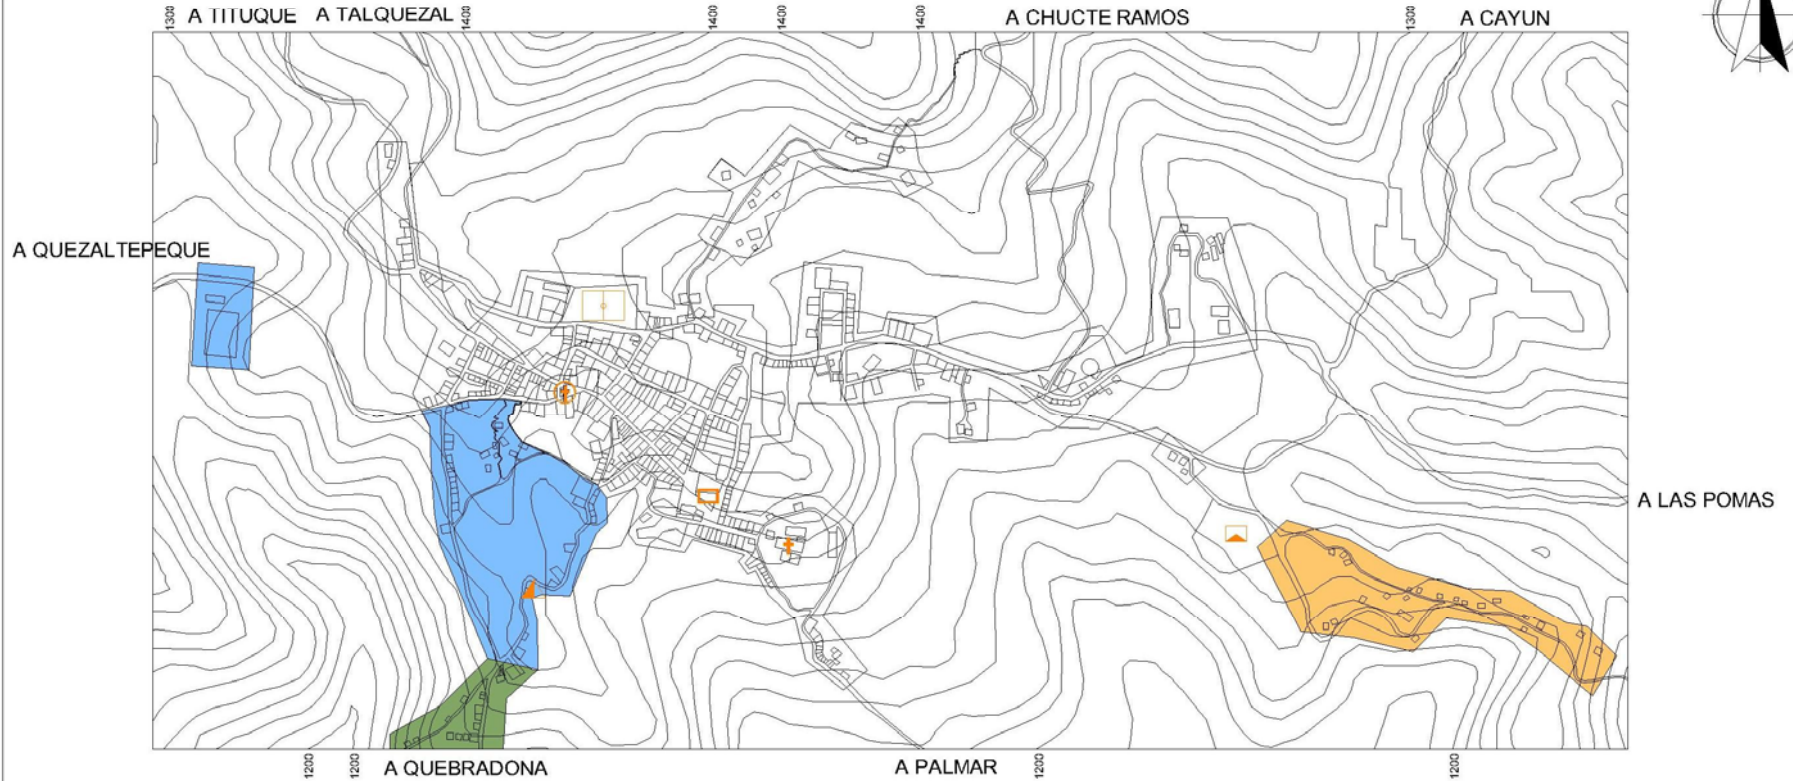 1300
A TITUQUE
A TALQUEZAL
1400
1400
1400
1400
A CHUCTE RAMOS
1300
A CAYUN
A QUEZALTEPEQUE
A LAS POMAS
1200
1200
A QUEBRADONA
A PALMAR
1200
1200